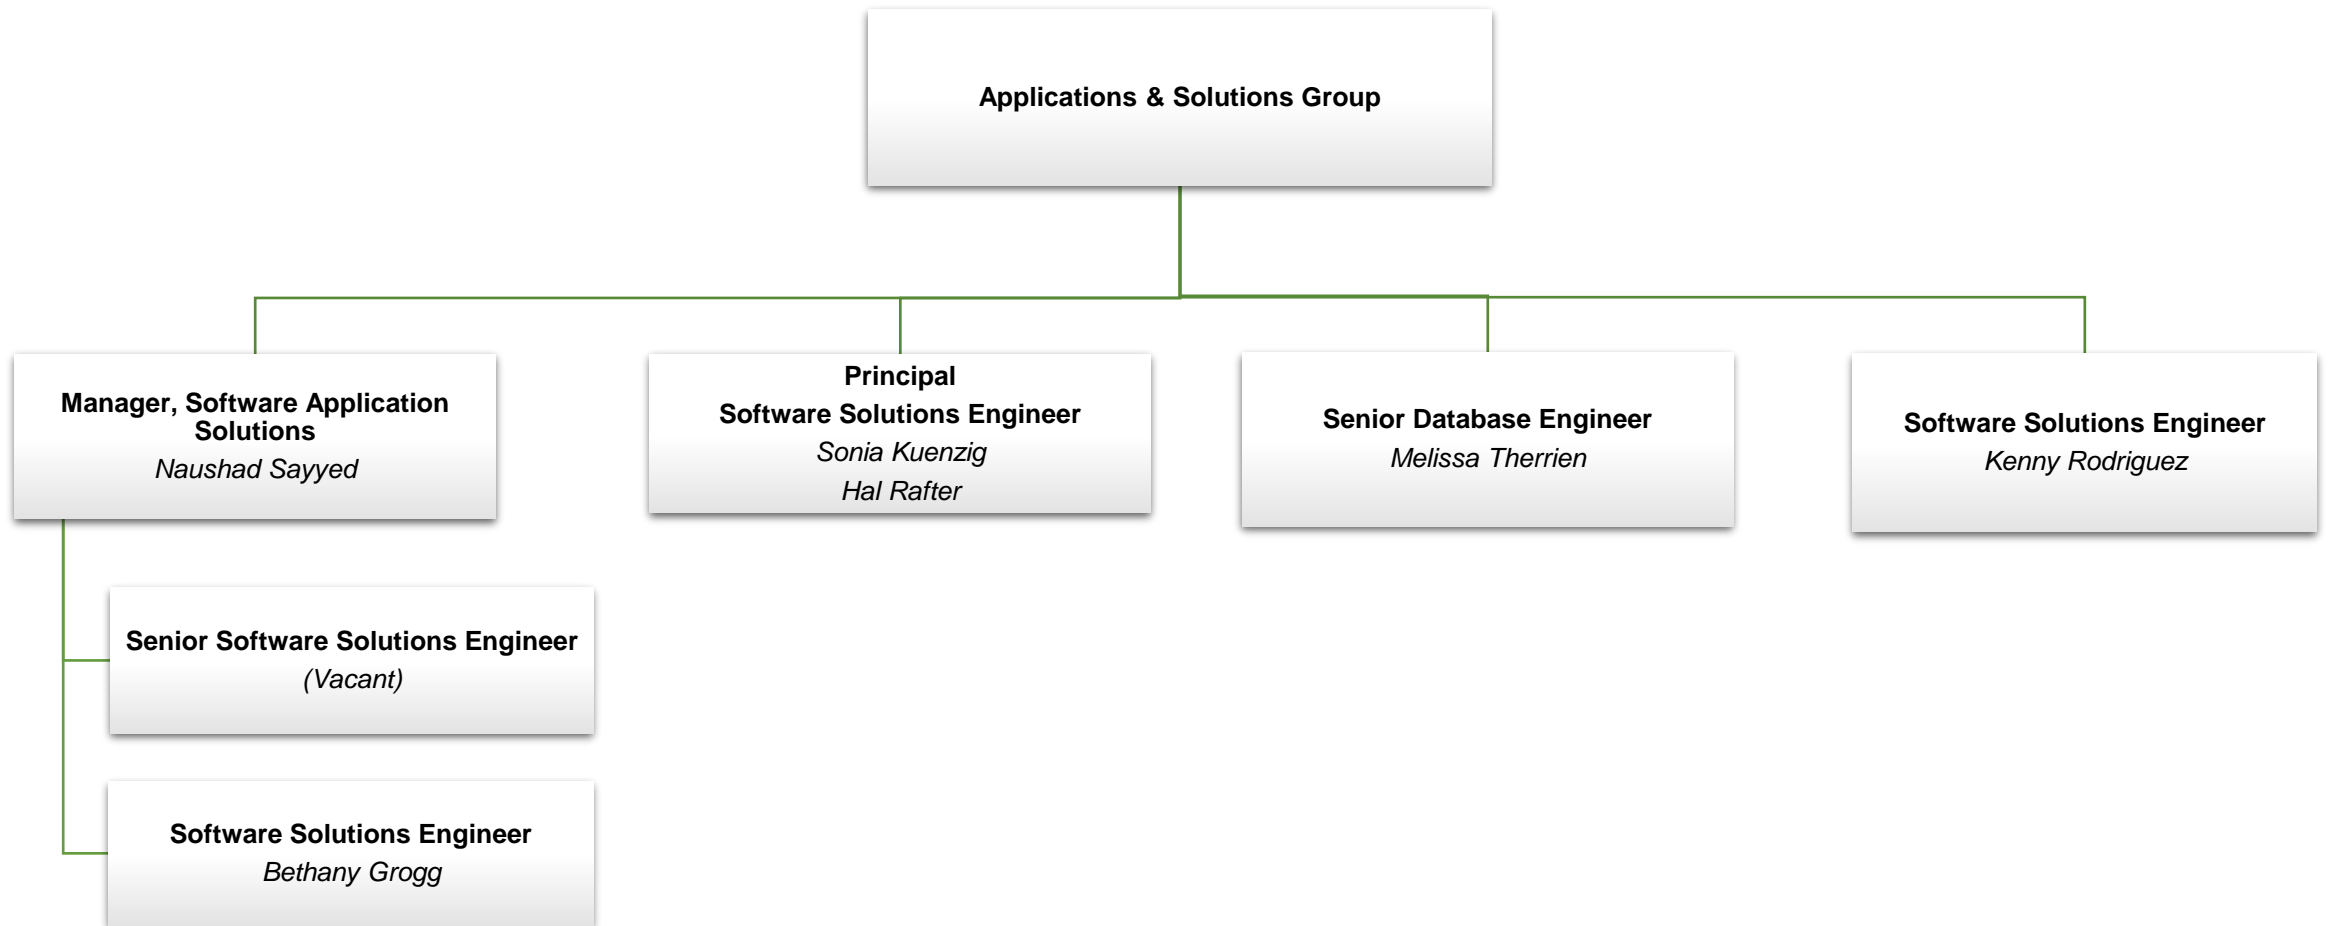 Applications & Solutions Group
Manager, Software Application
Solutions
Naushad Sayyed
Principal
Software Solutions Engineer
Sonia Kuenzig
Hal Rafter
Senior Database Engineer
Melissa Therrien
Software Solutions Engineer
Kenny Rodriguez
Senior Software Solutions Engineer
(Vacant)
Software Solutions Engineer
Bethany Grogg